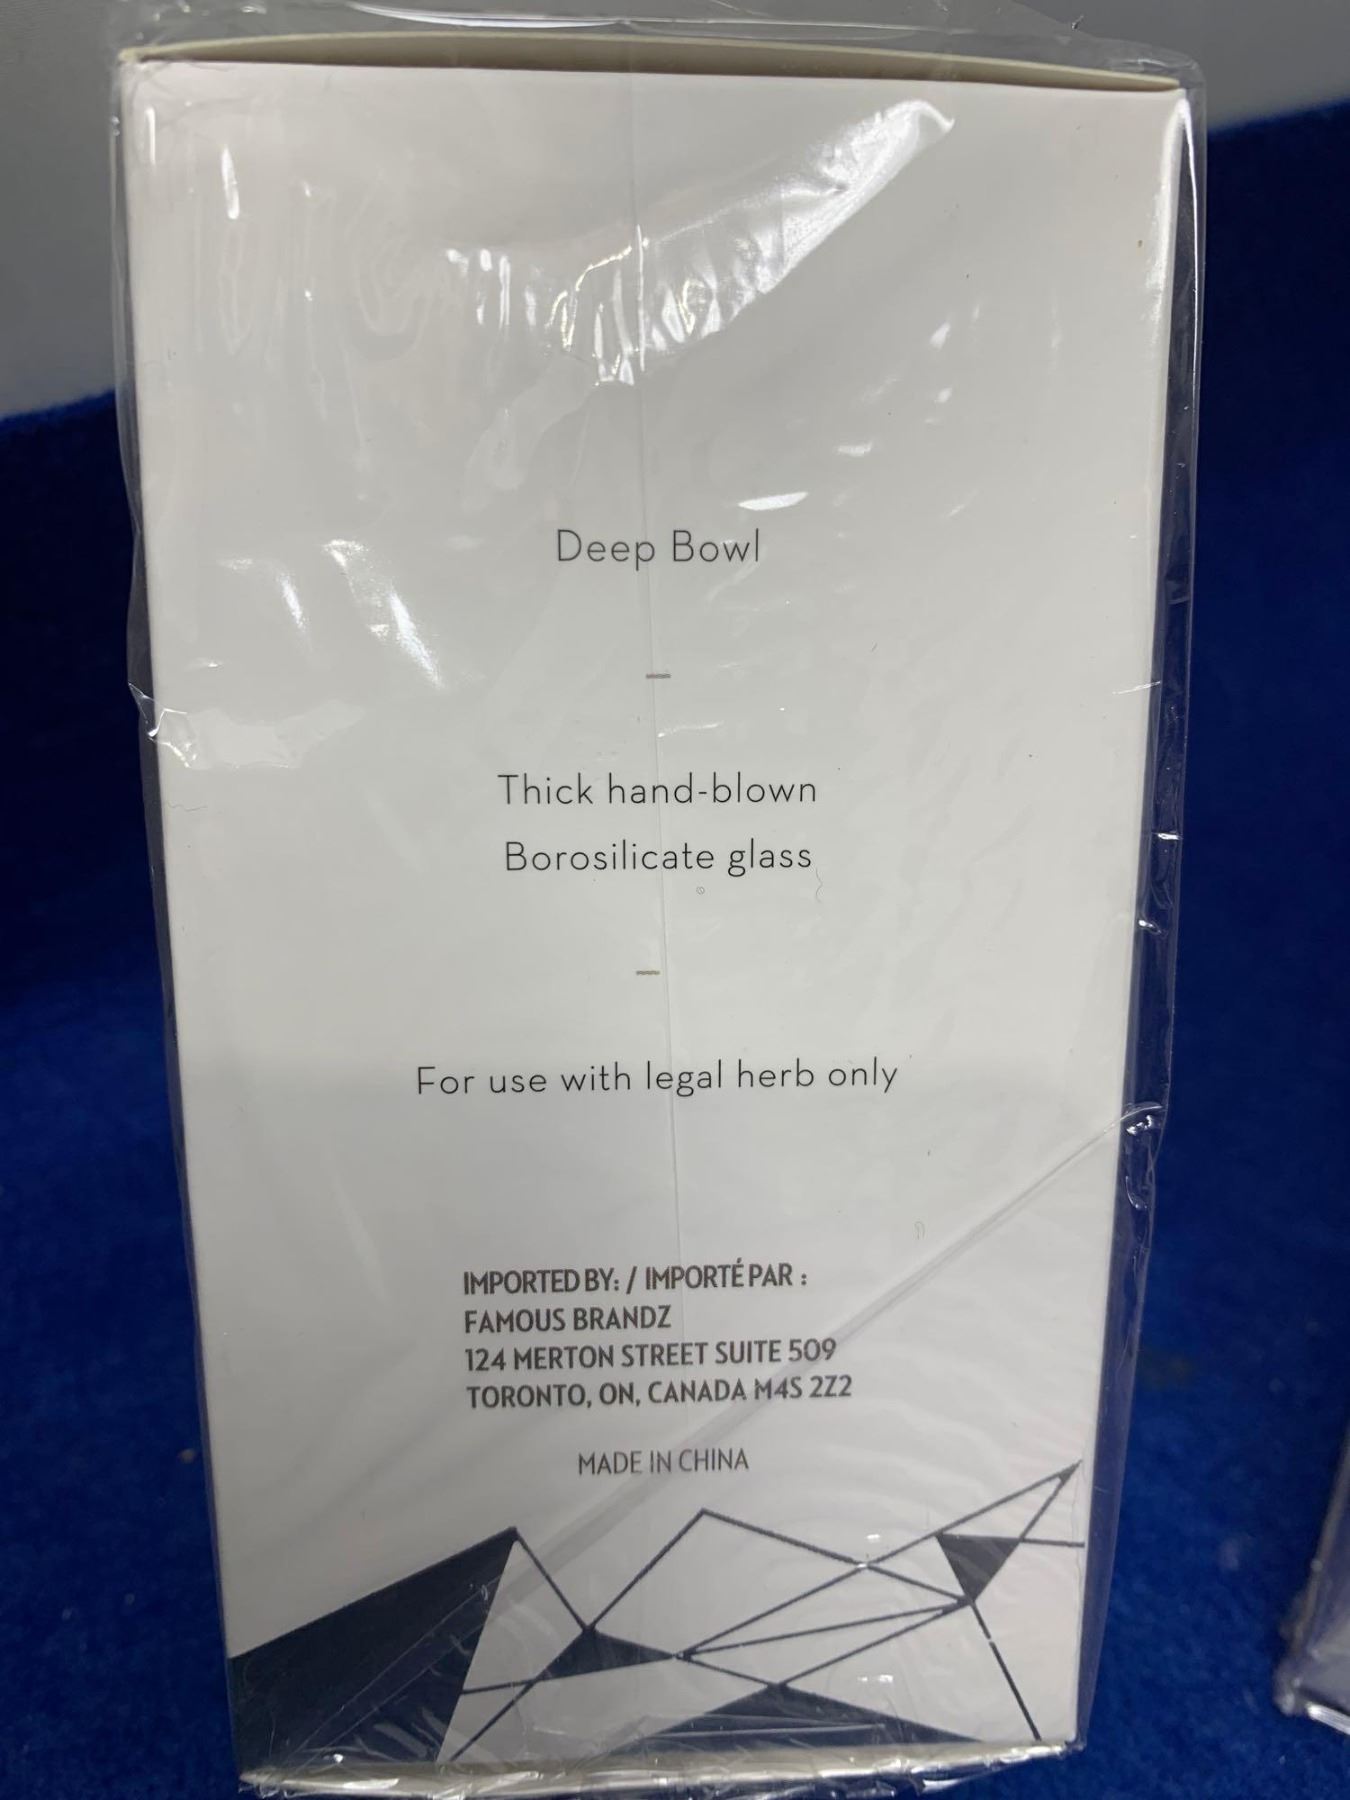 Deep Bowl
Thick hand-blown
Borosilicate glass
For use with legal herb only
IMPORTED BY: / IMPORTÉ PAR :
FAMOUS BRANDZ
124 MERTON STREET SUITE 509
TORONTO, ON, CANADA M4S 2Z2
MADE IN CHINA